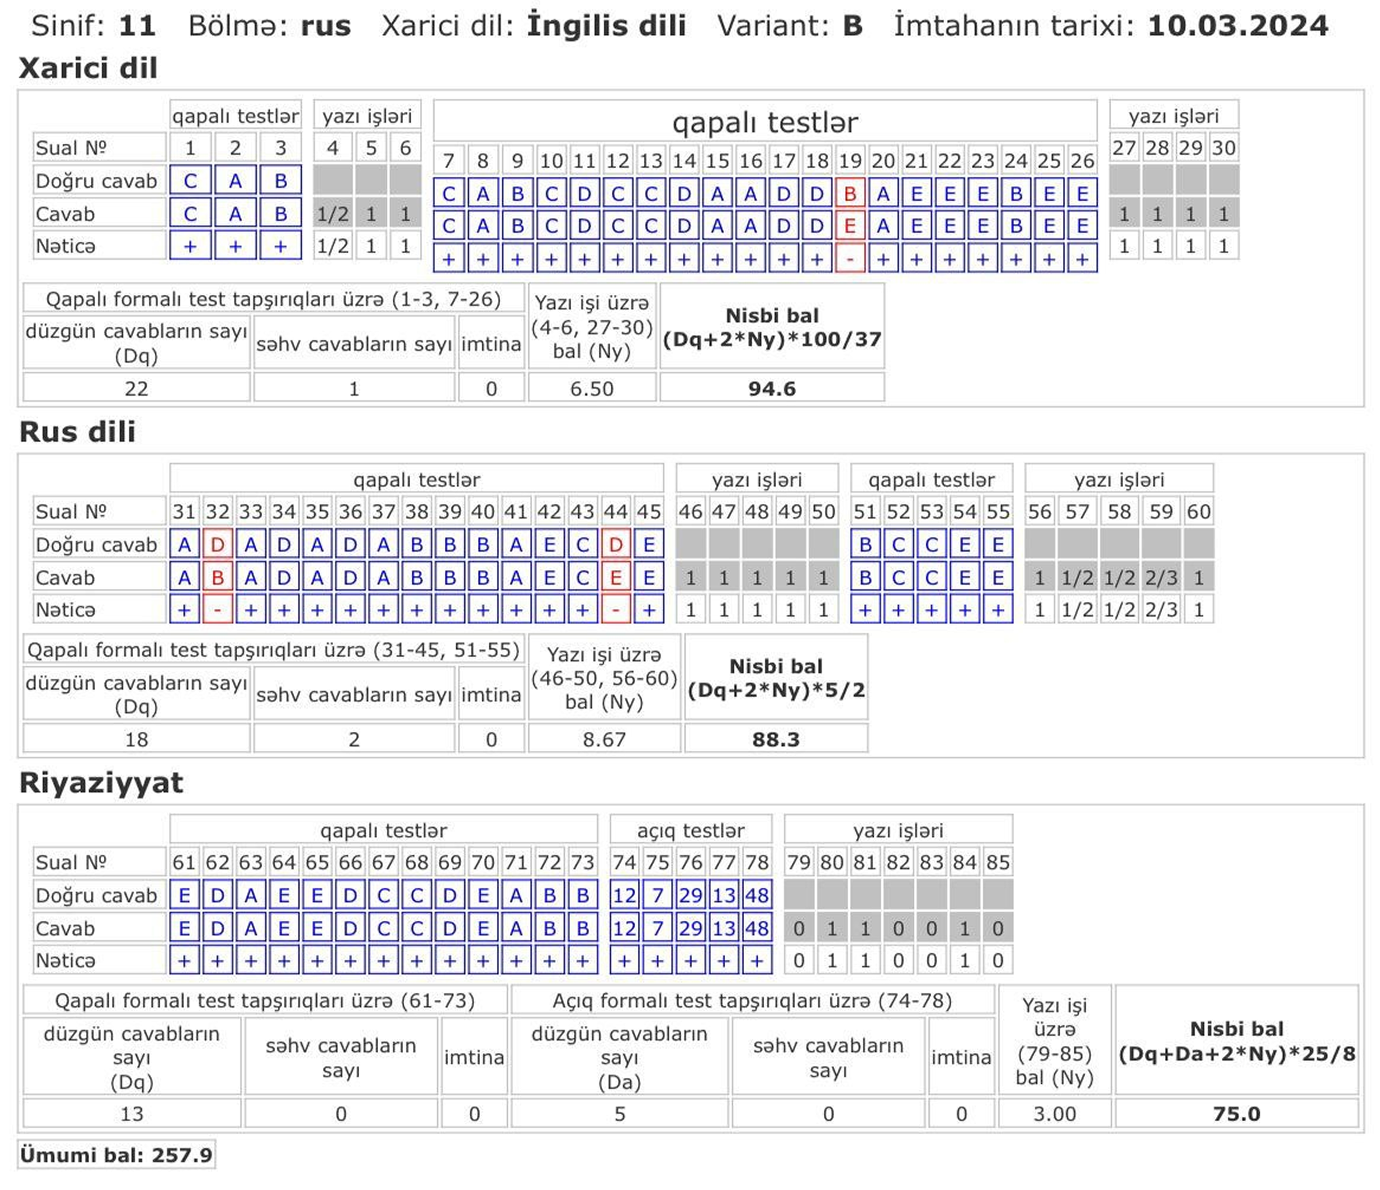 Sinif: 11 Bölmə: rus Xarici dil: İngilis dili Variant: B İmtahanın tarixi: 10.03.2024
Xarici dil
qapalı testlər yazı işləri qapalı testlər yazı işləri
Sual № 1 2 3 4 5 6 7 8 9 10 11 12 13 14 15 16 17 18 19 20 21 22 23 24 25 26 27 28 29 30
Doğru cavab C A B C A B C D C C D A A D D B A E E E B E E
Cavab C A B 1/2 1 1 C A B C D C C D A A D D E A E E E B E E 1 1 1 1
Nəticə + + + 1/2 1 1 + + + + + + + + + + + + - + + + + + + + 1 1 1 1
Qapalı formalı test tapşırıqları üzrə (1-3, 7-26) Yazı işi üzrə (4-6, 27-30) bal (Ny) Nisbi bal (Dq+2*Ny)*100/37
düzgün cavabların sayı (Dq) səhv cavabların sayı imtina
22 1 0 6.50 94.6
Rus dili
qapalı testlər yazı işləri qapalı testlər yazı işləri
Sual № 31 32 33 34 35 36 37 38 39 40 41 42 43 44 45 46 47 48 49 50 51 52 53 54 55 56 57 58 59 60
Doğru cavab A D A D A D A B B B A E C D E B C C E E
Cavab A B A D A D A B B B A E C E E 1 1 1 1 1 B C C E E 1 1/2 1/2 2/3 1
Nəticə + - + + + + + + + + + + + - + 1 1 1 1 1 + + + + + 1 1/2 1/2 2/3 1
Qapalı formalı test tapşırıqları üzrə (31-45, 51-55) Yazı işi üzrə (46-50, 56-60) bal (Ny) Nisbi bal (Dq+2*Ny)*5/2
düzgün cavabların sayı (Dq) səhv cavabların sayı imtina
18 2 0 8.67 88.3
Riyaziyyat
qapalı testlər açıq testlər yazı işləri
Sual № 61 62 63 64 65 66 67 68 69 70 71 72 73 74 75 76 77 78 79 80 81 82 83 84 85
Doğru cavab E D A E E D C C D E A B B 12 7 29 13 48
Cavab E D A E E D C C D E A B B 12 7 29 13 48 0 1 1 0 0 1 0
Nəticə + + + + + + + + + + + + + + + + + + 0 1 1 0 0 1 0
Qapalı formalı test tapşırıqları üzrə (61-73) Açıq formalı test tapşırıqları üzrə (74-78) Yazı işi üzrə (79-85) bal (Ny) Nisbi bal (Dq+Da+2*Ny)*25/8
düzgün cavabların sayı (Dq) səhv cavabların sayı imtina düzgün cavabların sayı (Da) səhv cavabların sayı imtina
13 0 0 5 0 0 3.00 75.0
Ümumi bal: 257.9